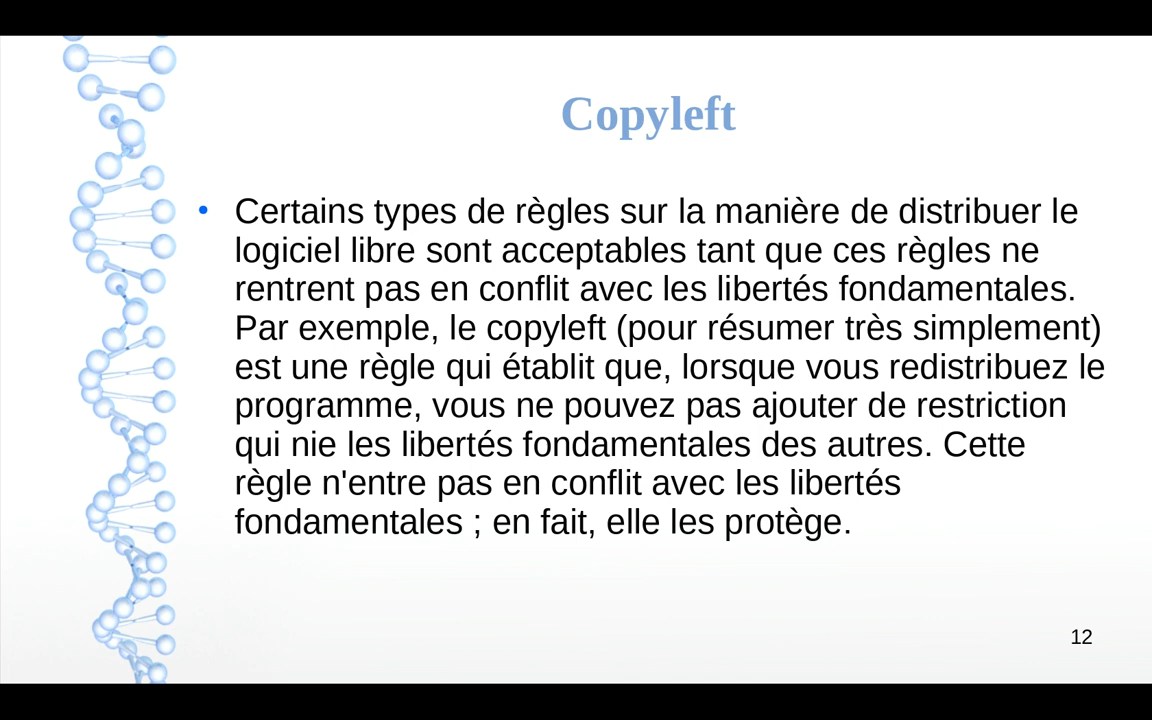 Copyleft
• Certains types de règles sur la manière de distribuer le
logiciel libre sont acceptables tant que ces règles ne
rentrent pas en conflit avec les libertés fondamentales.
Par exemple, le copyleft (pour résumer très simplement)
est une règle qui établit que, lorsque vous redistribuez le
programme, vous ne pouvez pas ajouter de restriction
qui nie les libertés fondamentales des autres. Cette
règle n'entre pas en conflit avec les libertés
fondamentales ; en fait, elle les protège.
12